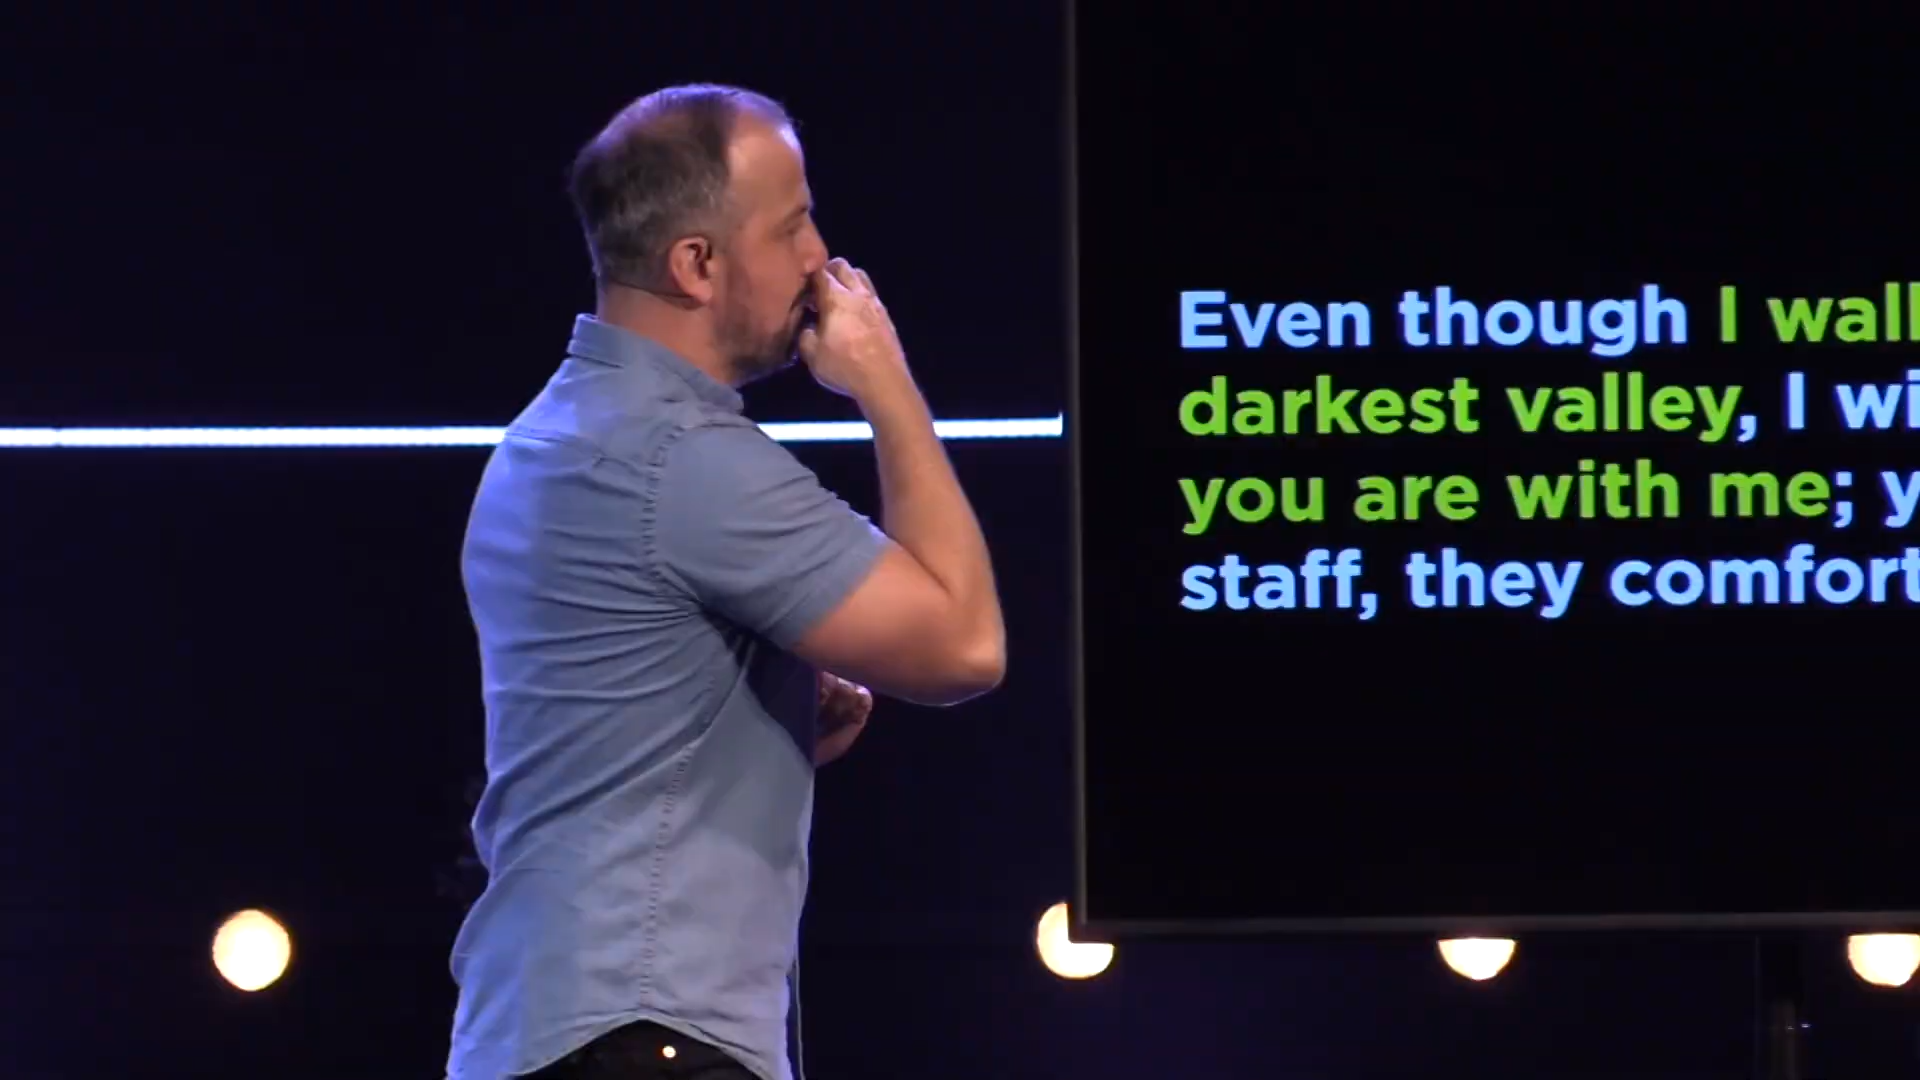 Even though I wall
darkest valley, I wi
you are with me; y
staff, they comfort